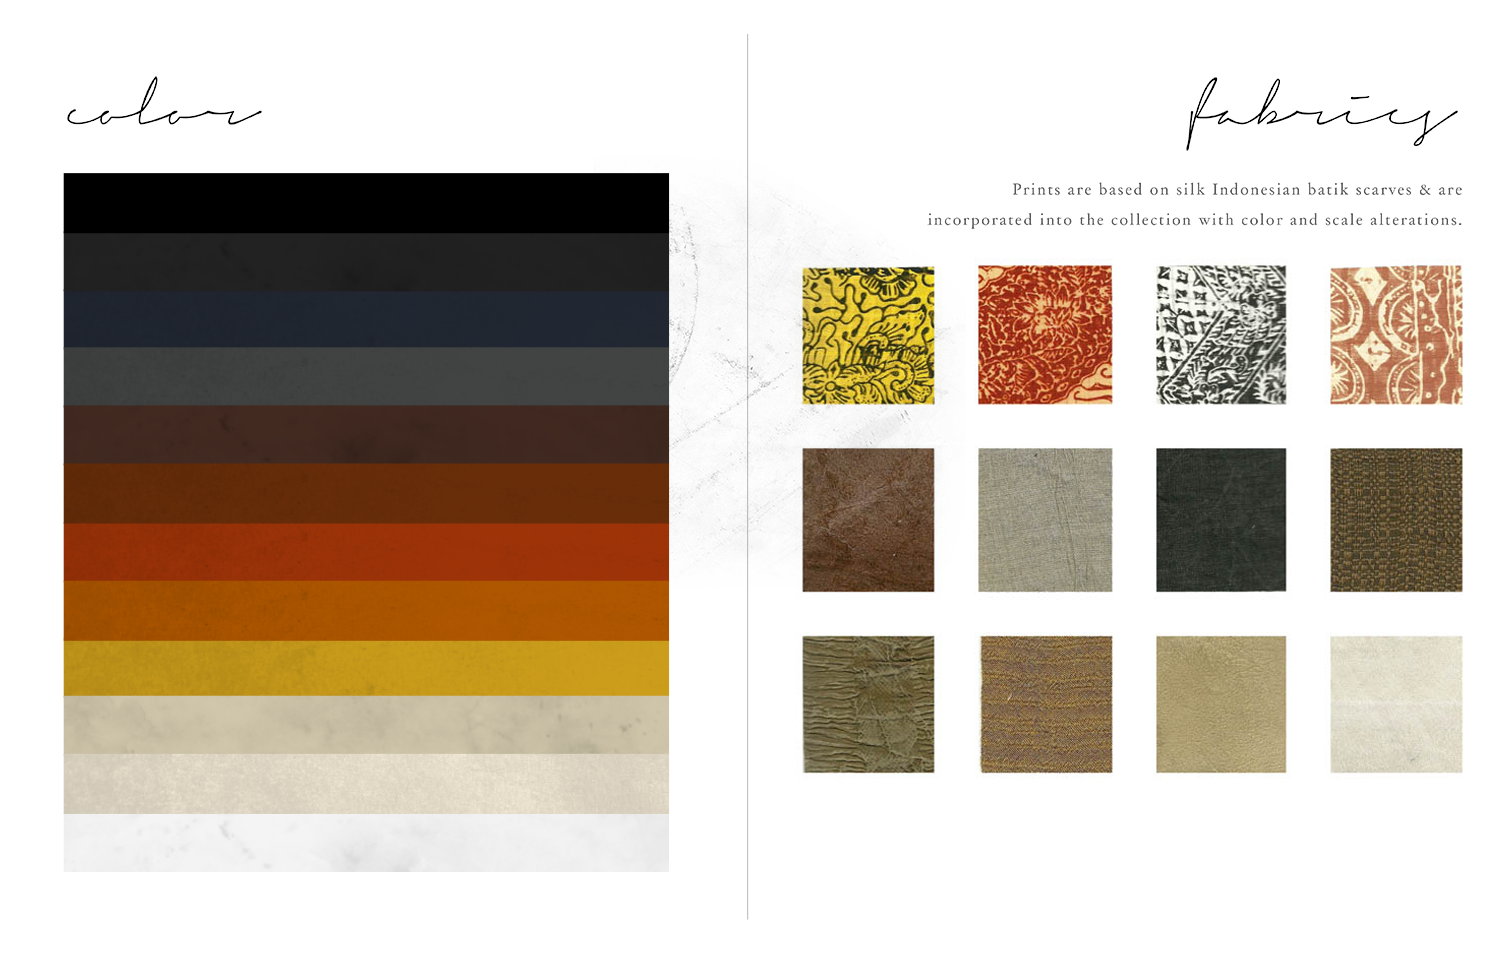 color
fabrics
Prints are based on silk Indonesian batik scarves & are
incorporated into the collection with color and scale alterations.